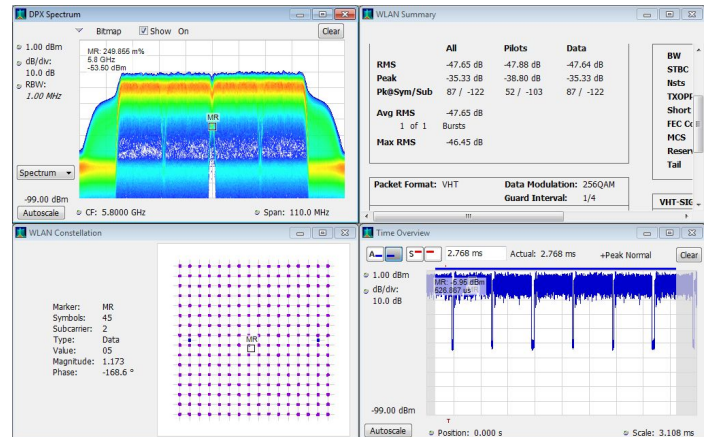 DPX Spectrum
Bitmap Show On Clear
1.00 dBm
dB/div:
10.0 dB
RBW:
1.00 MHz
MR: 249.855 m%
5.8 GHz
-53.50 dBm
MR
Spectrum
-99.00 dBm
Autoscale CF: 5.8000 GHz Span: 110.0 MHz
WLAN Summary
All Pilots Data
RMS -47.65 dB -47.88 dB -47.64 dB
Peak -35.33 dB -38.80 dB -35.33 dB
Pk@Sym/Sub 87 / -122 52 / -103 87 / -122
Avg RMS -47.65 dB
1 of 1 Bursts
Max RMS -46.45 dB
BW
STBC
Nsts
TXOP
Short
FEC Co
MCS
Reser
Tail
Packet Format: VHT Data Modulation: 256QAM
Guard Interval: 1/4
VHT-SIG
WLAN Constellation
Marker: MR
Symbols: 45
Subcarrier: 2
Type: Data
Value: 05
Magnitude: 1.173
Phase: -168.6 °
MR
Time Overview
A S 2.768 ms Actual: 2.768 ms +Peak Normal Clear
1.00 dBm
dB/div:
10.0 dB
MR: -5.95 dBm
526.867 us
-99.00 dBm
T
Autoscale Position: 0.000 s Scale: 3.108 ms